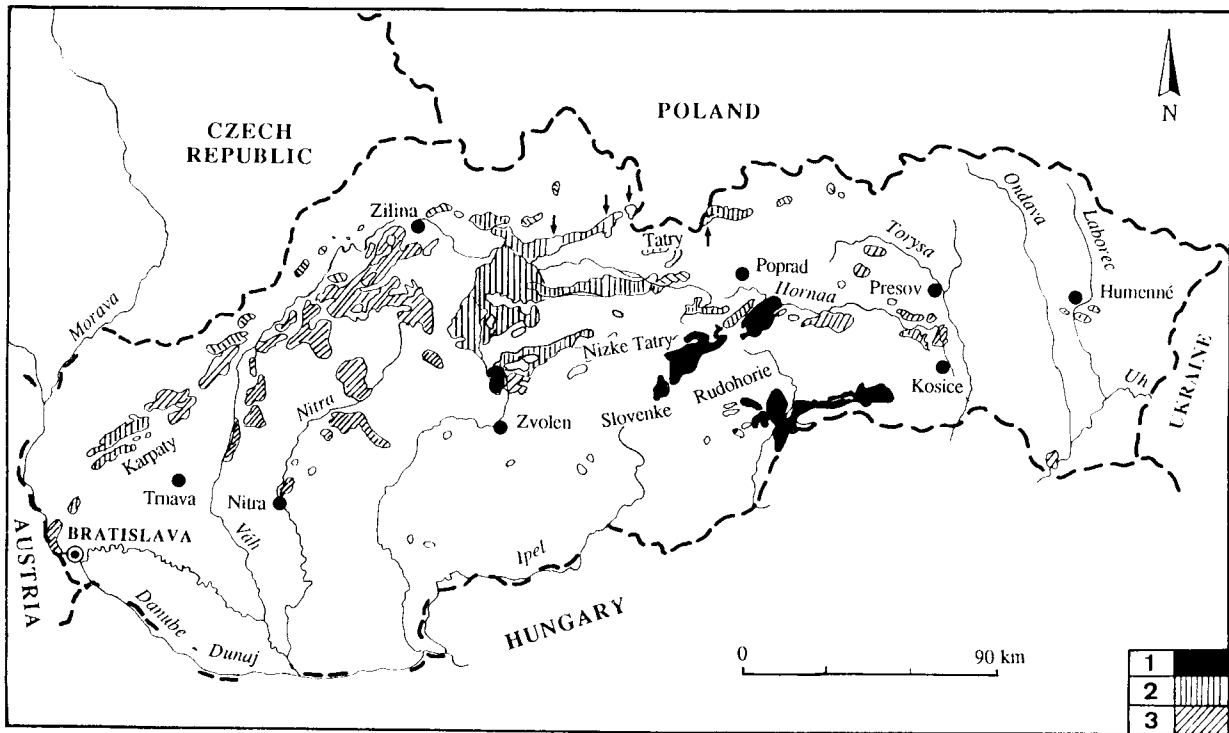 POLAND
N
CZECH
REPUBLIC
Zilina
Ondava
Laborec
Tatry
Torysa
Poprad
Presov
Hornaa
Humenné
Morava
Nizke Tatry
Rudohorie
Kosice
Uh
UKRAINE
Nitra
Slovenke
Zvolen
Karpaty
Trnava
Nitra
Váh
AUSTRIA
BRATISLAVA
Ipel
Danube - Dunaj
HUNGARY
0 90 km
1
2
3